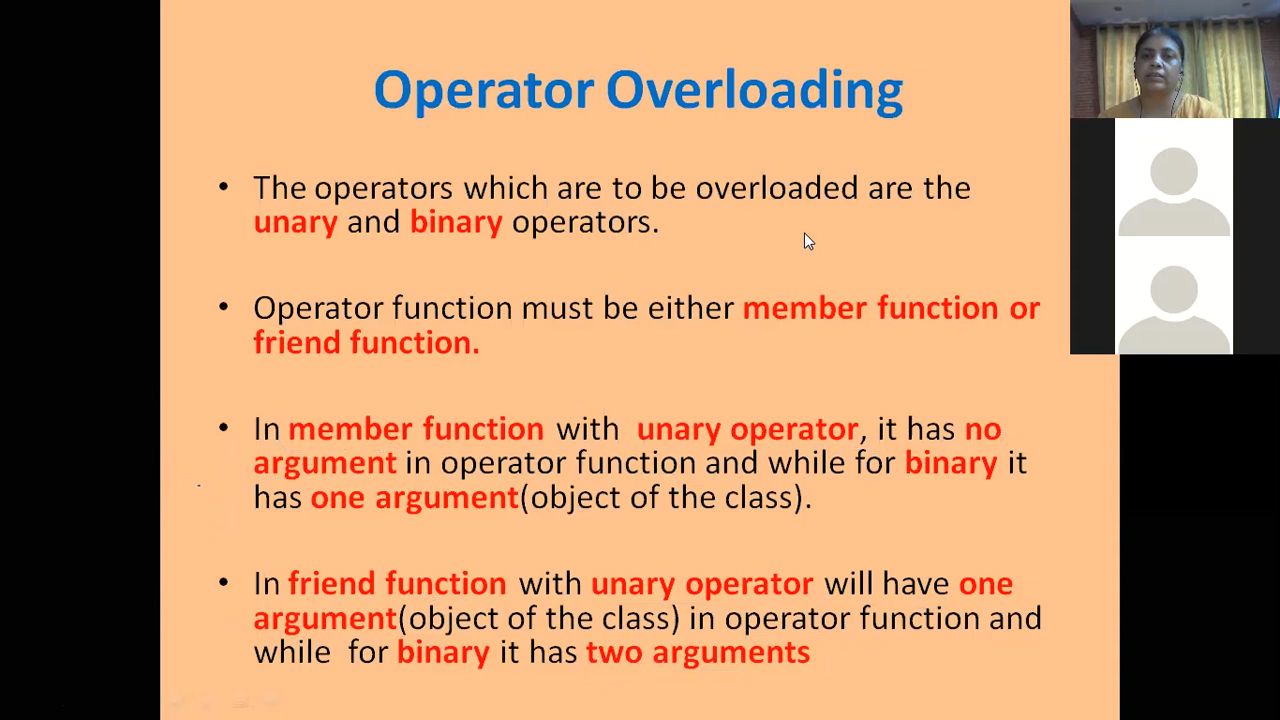 Operator Overloading
• The operators which are to be overloaded are the
unary and binary operators.
• Operator function must be either member function or
friend function.
• In member function with unary operator, it has no
argument in operator function and while for binary it
has one argument(object of the class).
• In friend function with unary operator will have one
argument(object of the class) in operator function and
while for binary it has two arguments